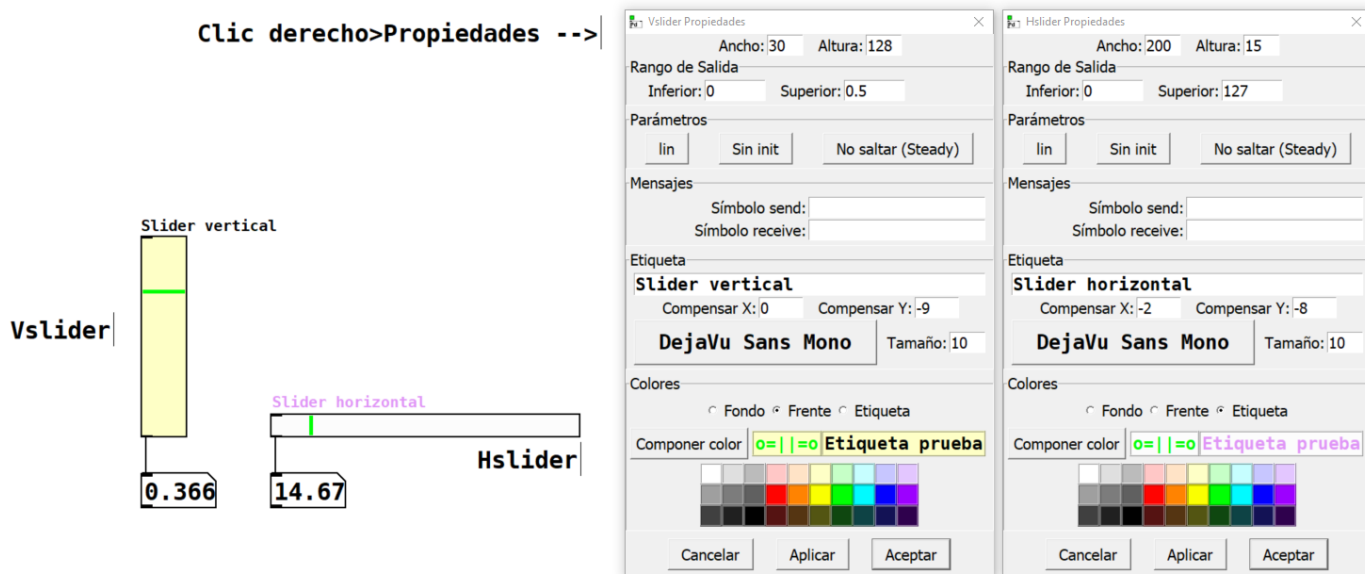 Clic derecho>Propiedades -->
Slider vertical
Vslider
0.366
Slider horizontal
Hslider
14.67
Vslider Propiedades
Ancho: 30 Altura: 128
Rango de Salida
Inferior: 0 Superior: 0.5
Parámetros
lin Sin init No saltar (Steady)
Mensajes
Símbolo send:
Símbolo receive:
Etiqueta
Slider vertical
Compensar X: 0 Compensar Y: -9
DejaVu Sans Mono Tamaño: 10
Colores
Fondo Frente Etiqueta
Componer color o=||=o Etiqueta prueba
Cancelar Aplicar Aceptar
Hslider Propiedades
Ancho: 200 Altura: 15
Rango de Salida
Inferior: 0 Superior: 127
Parámetros
lin Sin init No saltar (Steady)
Mensajes
Símbolo send:
Símbolo receive:
Etiqueta
Slider horizontal
Compensar X: -2 Compensar Y: -8
DejaVu Sans Mono Tamaño: 10
Colores
Fondo Frente Etiqueta
Componer color o=||=o Etiqueta prueba
Cancelar Aplicar Aceptar